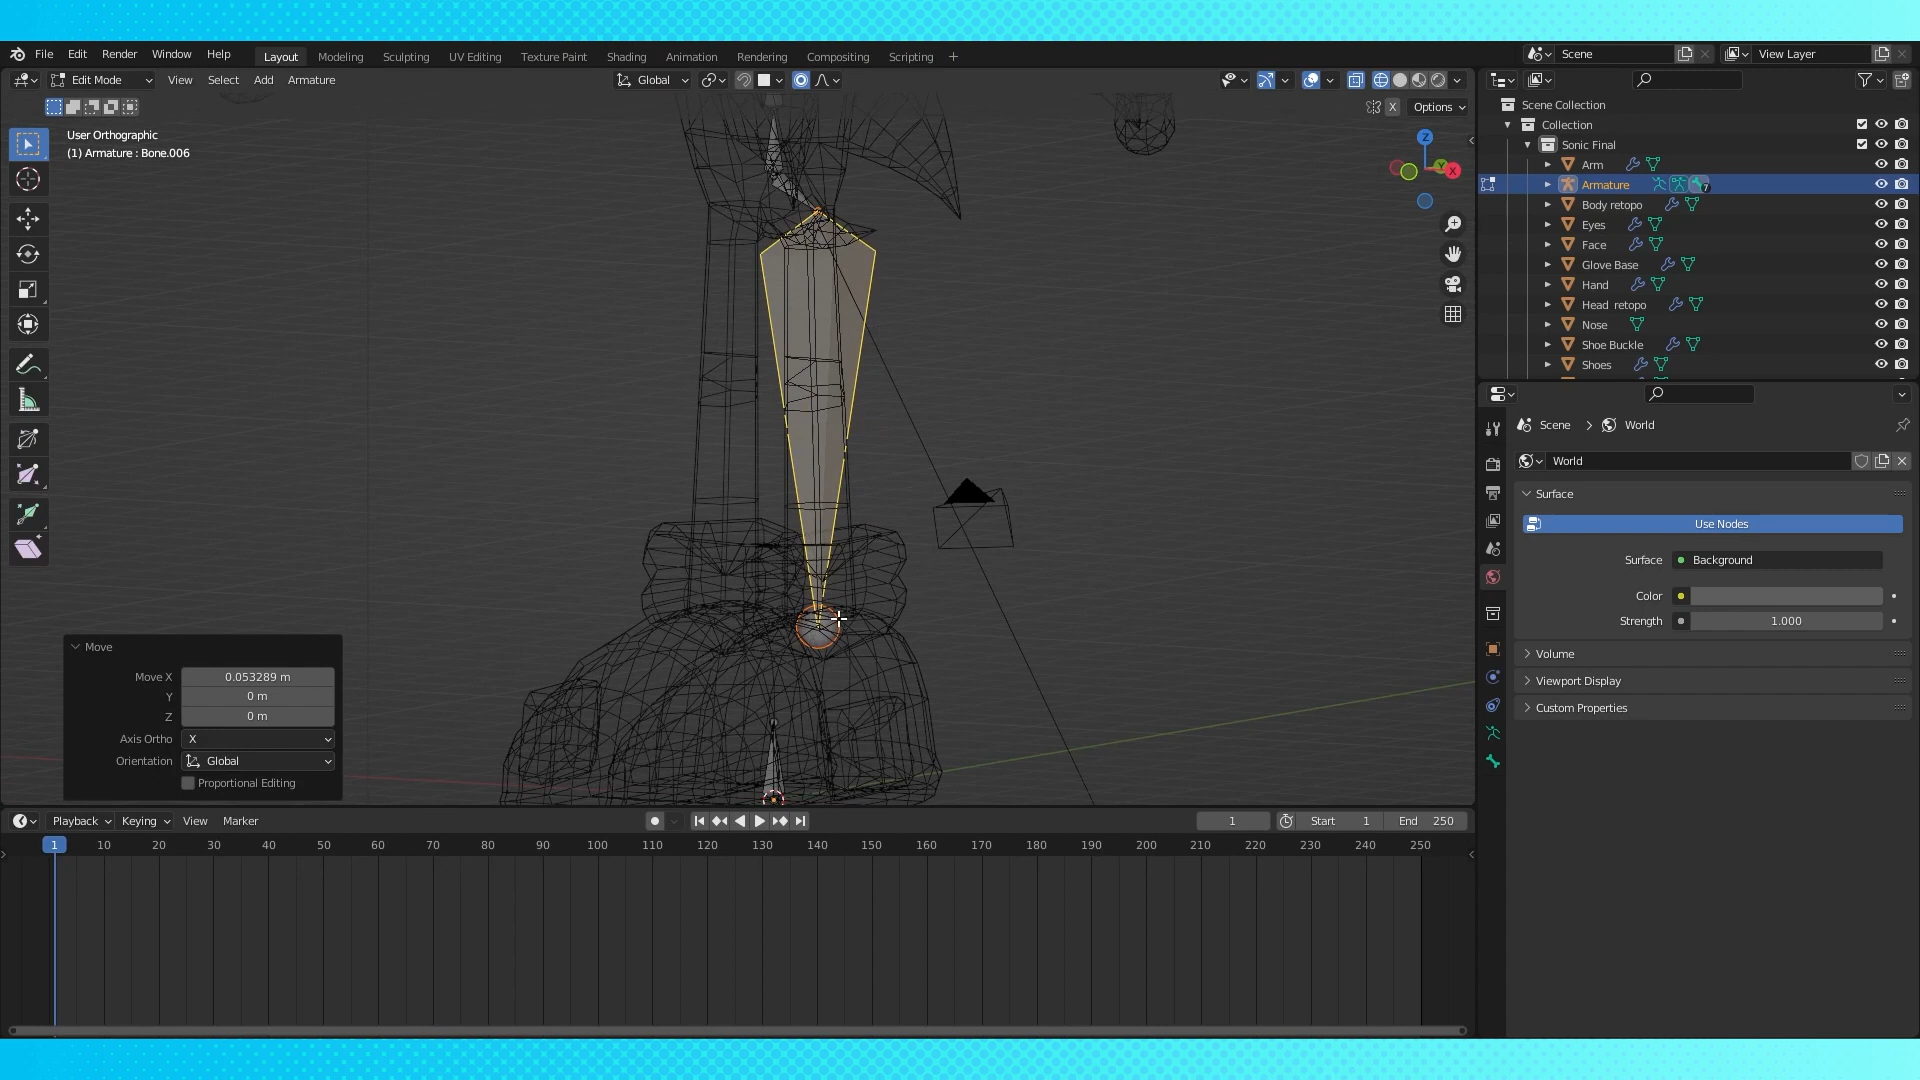 File Edit Render Window Help Layout Modeling Sculpting UV Editing Texture Paint Shading Animation Rendering Compositing Scripting + Scene View Layer
Edit Mode View Select Add Armature Global
X Options
User Orthographic
(1) Armature : Bone.006
Z
Y
X
Scene Collection
Collection
Sonic Final
Arm
Armature 7
Body retopo
Eyes
Face
Glove Base
Hand
Head retopo
Nose
Shoe Buckle
Shoes
Scene > World
World
Surface
Use Nodes
Surface Background
Color
Strength 1.000
Volume
Viewport Display
Custom Properties
Move
Move X 0.053289 m
Y 0 m
Z 0 m
Axis Ortho X
Orientation Global
Proportional Editing
Playback Keying View Marker 1 Start 1 End 250
1 10 20 30 40 50 60 70 80 90 100 110 120 130 140 150 160 170 180 190 200 210 220 230 240 250